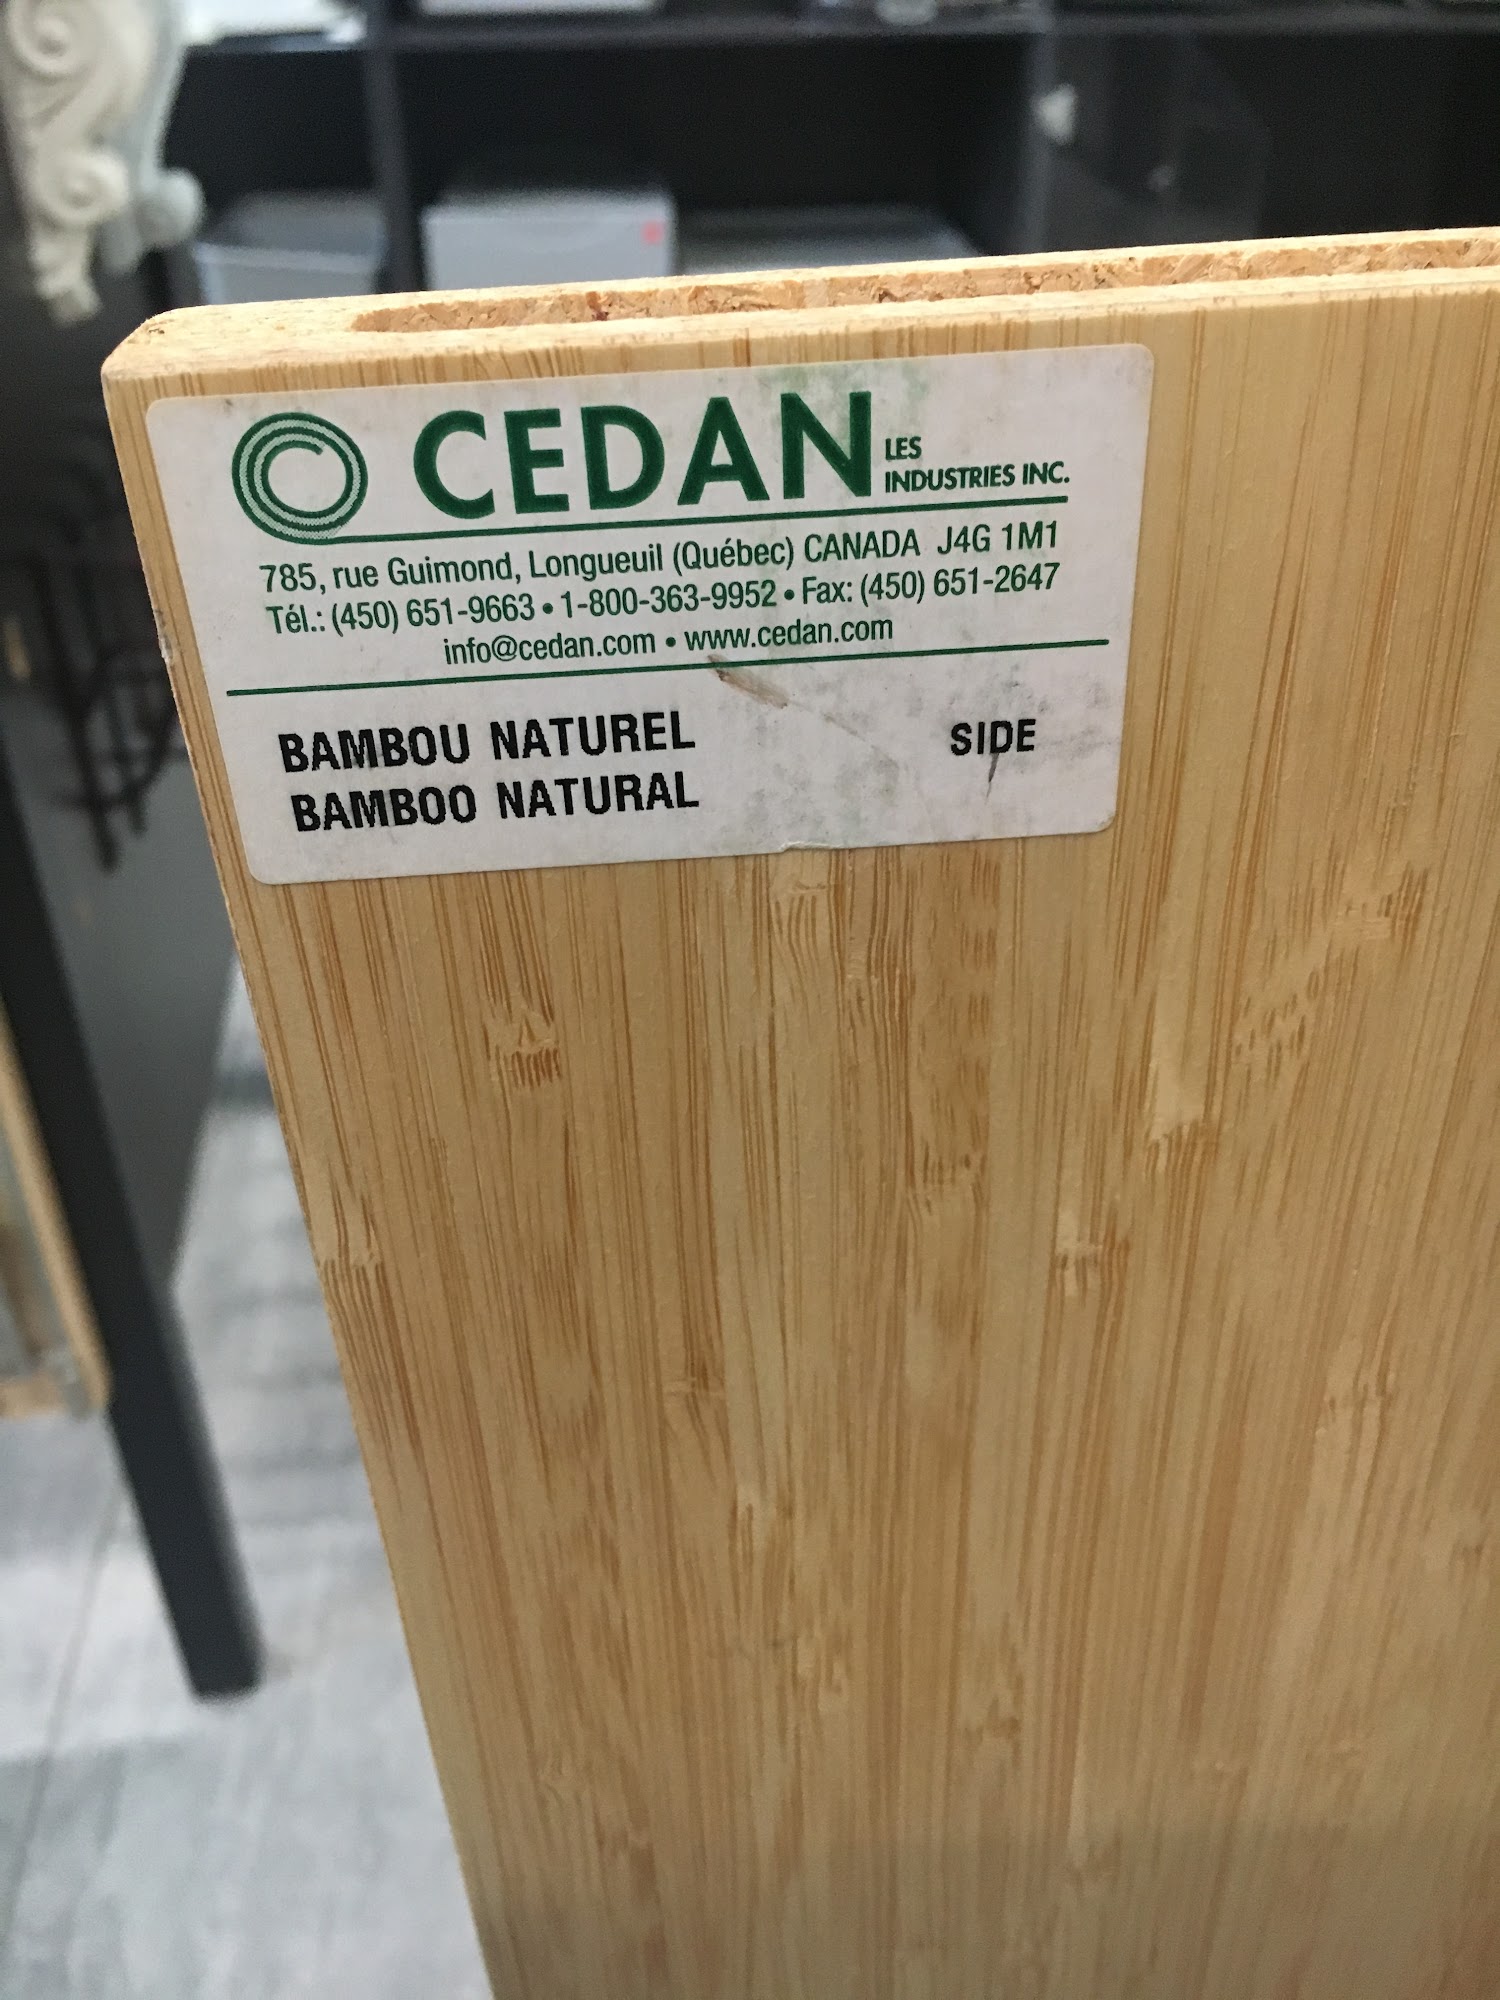 CEDAN LES INDUSTRIES INC.
785, rue Guimond, Longueuil (Québec) CANADA J4G 1M1
Tél.: (450) 651-9663 • 1-800-363-9952 • Fax: (450) 651-2647
info@cedan.com • www.cedan.com
BAMBOU NATUREL SIDE
BAMBOO NATURAL